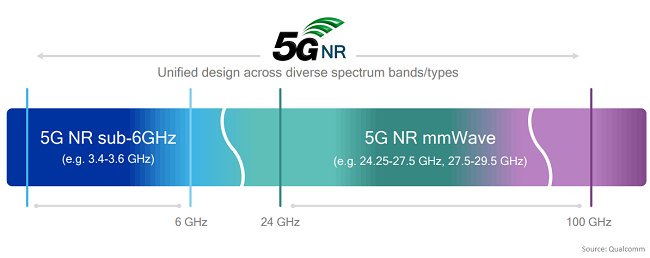 5G NR
Unified design across diverse spectrum bands/types
5G NR sub-6GHz
(e.g. 3.4-3.6 GHz)
5G NR mmWave
(e.g. 24.25-27.5 GHz, 27.5-29.5 GHz)
6 GHz
24 GHz
100 GHz
Source: Qualcomm